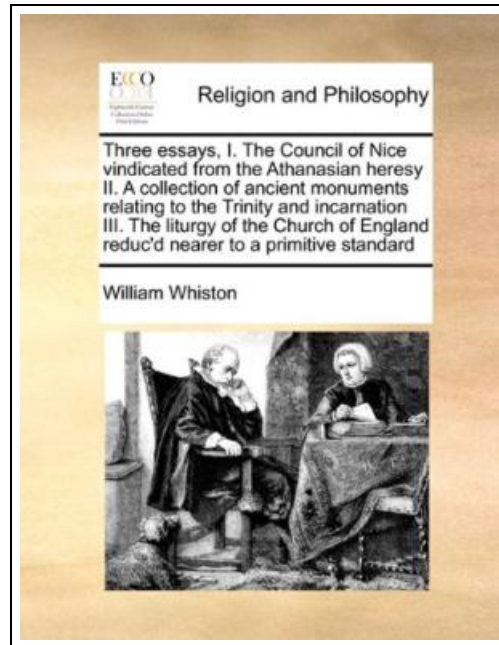 ECCO
Religion and Philosophy
Three essays, I. The Council of Nice
vindicated from the Athanasian heresy
II. A collection of ancient monuments
relating to the Trinity and incarnation
III. The liturgy of the Church of England
reduc'd nearer to a primitive standard
William Whiston